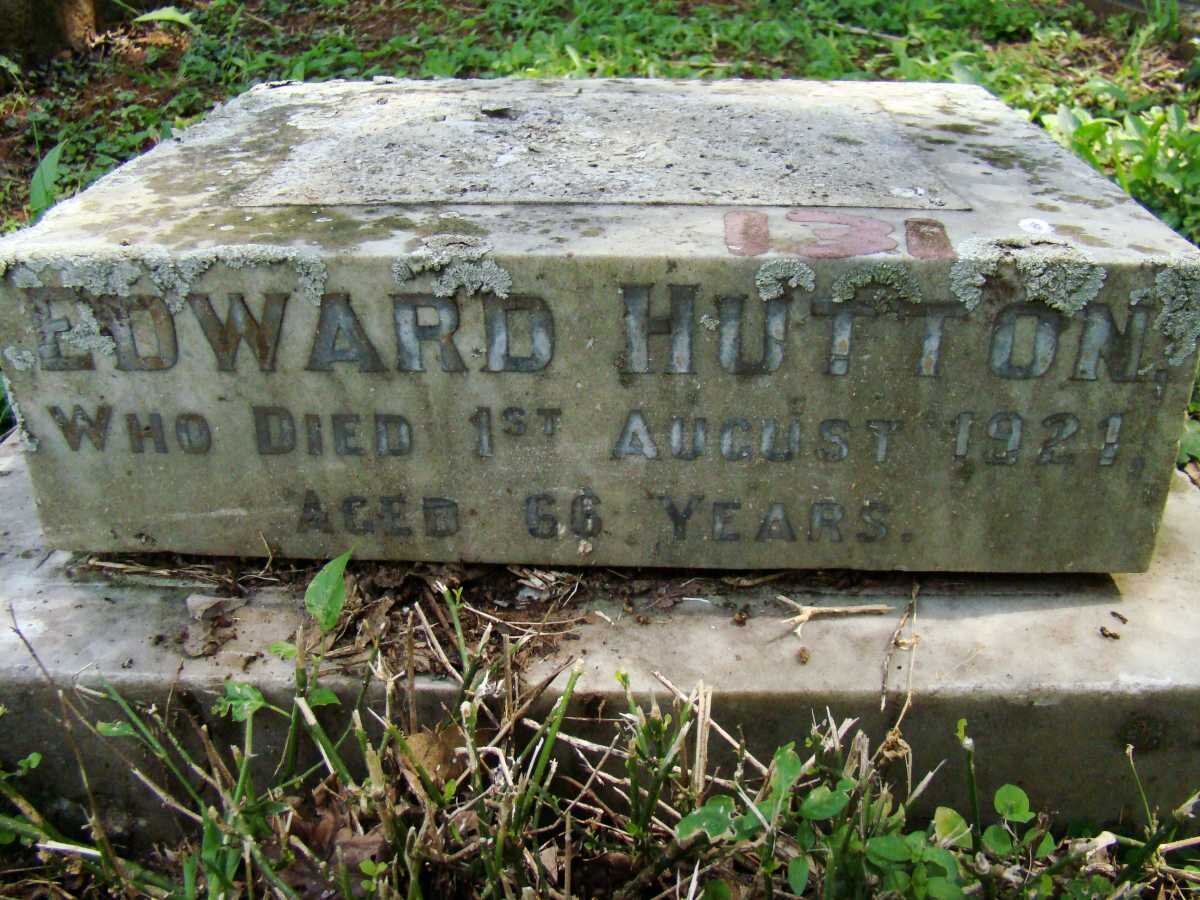 131
EDWARD HUTTON,
WHO DIED 1ST AUGUST 1921,
AGED 66 YEARS.